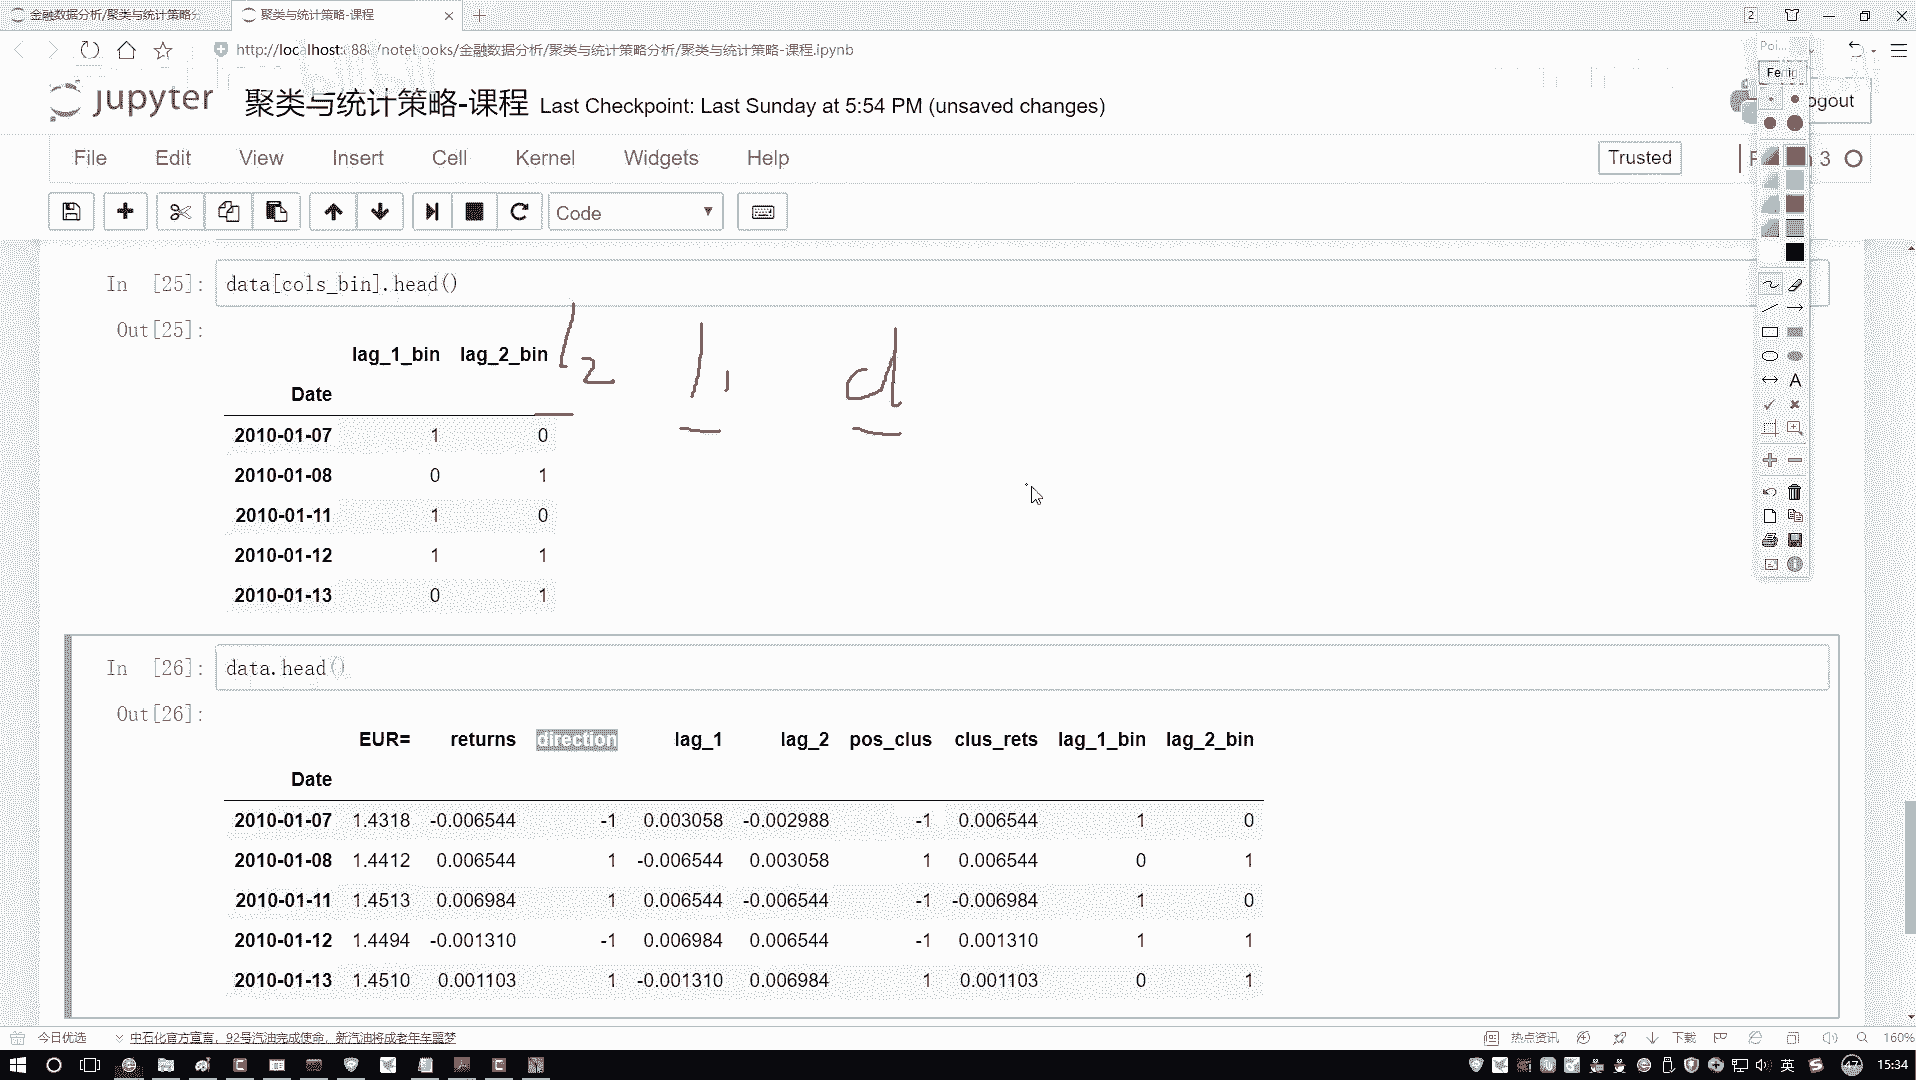 金融数据分析/聚类与统计策略分
聚类与统计策略-课程
2
http://localhost:888/notebooks/金融数据分析/聚类与统计策略分析/聚类与统计策略-课程.ipynb
jupyter 聚类与统计策略-课程 Last Checkpoint: Last Sunday at 5:54 PM (unsaved changes)
ogout
File Edit View Insert Cell Kernel Widgets Help
Trusted
3
Code
In [25]: data[cols_bin].head()
Out[25]:
lag_1_bin lag_2_bin
l2 l1 d
Date
2010-01-07 1 0
2010-01-08 0 1
2010-01-11 1 0
2010-01-12 1 1
2010-01-13 0 1
In [26]: data.head()
Out[26]:
EUR= returns direction lag_1 lag_2 pos_clus clus_rets lag_1_bin lag_2_bin
Date
2010-01-07 1.4318 -0.006544 -1 0.003058 -0.002988 -1 0.006544 1 0
2010-01-08 1.4412 0.006544 1 -0.006544 0.003058 1 0.006544 0 1
2010-01-11 1.4513 0.006984 1 0.006544 -0.006544 -1 -0.006984 1 0
2010-01-12 1.4494 -0.001310 -1 0.006984 0.006544 -1 0.001310 1 1
2010-01-13 1.4510 0.001103 1 -0.001310 0.006984 1 0.001103 0 1
今日优选 中石化官方宣言，92号汽油完成使命，新汽油将成老年车噩梦
热点资讯 下载 160%
英 47 15:34